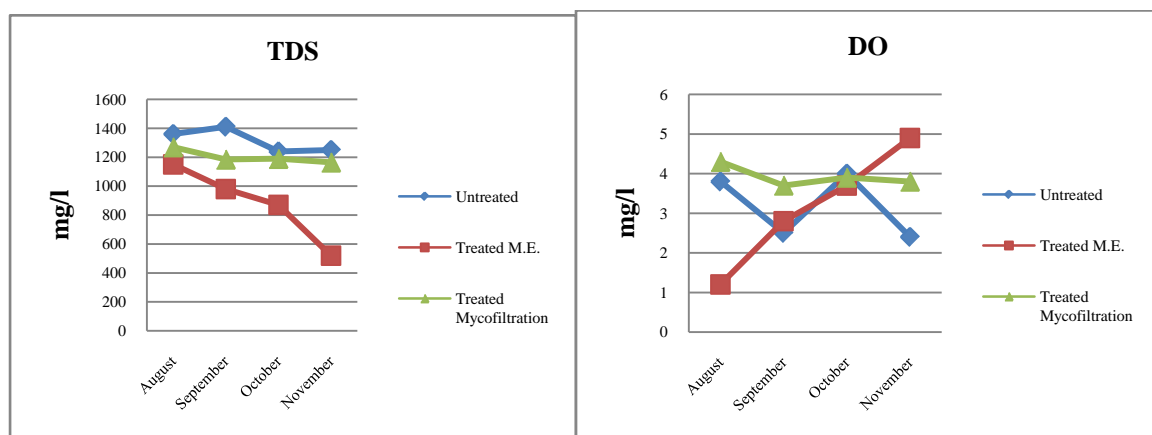 TDS
mg/l
1600
1400
1200
1000
800
600
400
200
0
August
September
October
November
Untreated
Treated M.E.
Treated
Mycofiltration
DO
mg/l
6
5
4
3
2
1
0
August
September
October
November
Untreated
Treated M.E.
Treated
Mycofiltration